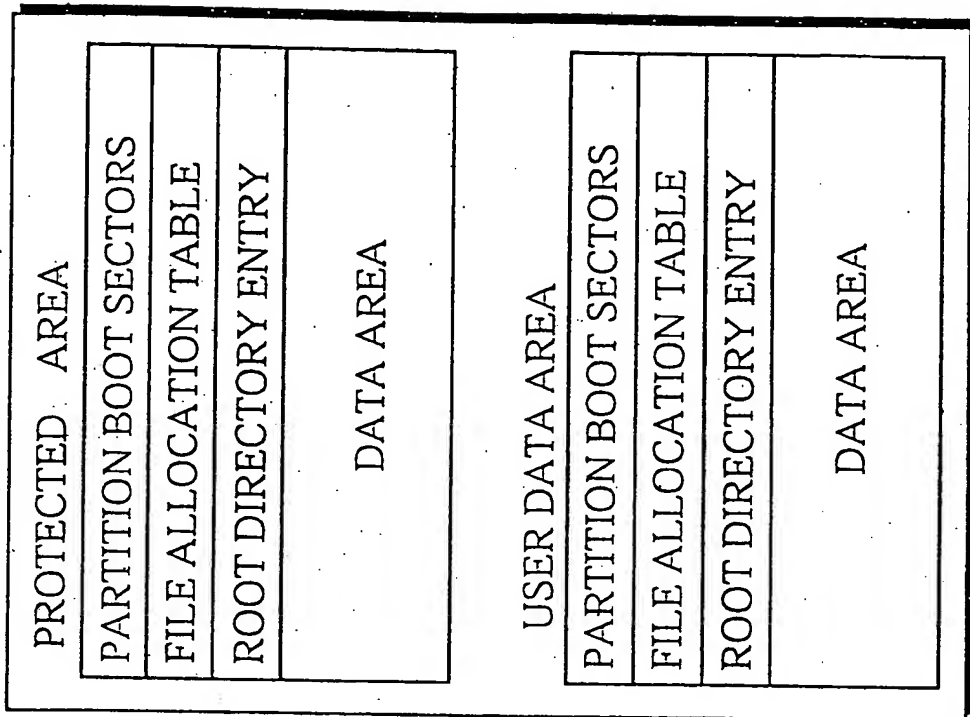 PROTECTED AREA
PARTITION BOOT SECTORS
FILE ALLOCATION TABLE
ROOT DIRECTORY ENTRY
DATA AREA
USER DATA AREA
PARTITION BOOT SECTORS
FILE ALLOCATION TABLE
ROOT DIRECTORY ENTRY
DATA AREA